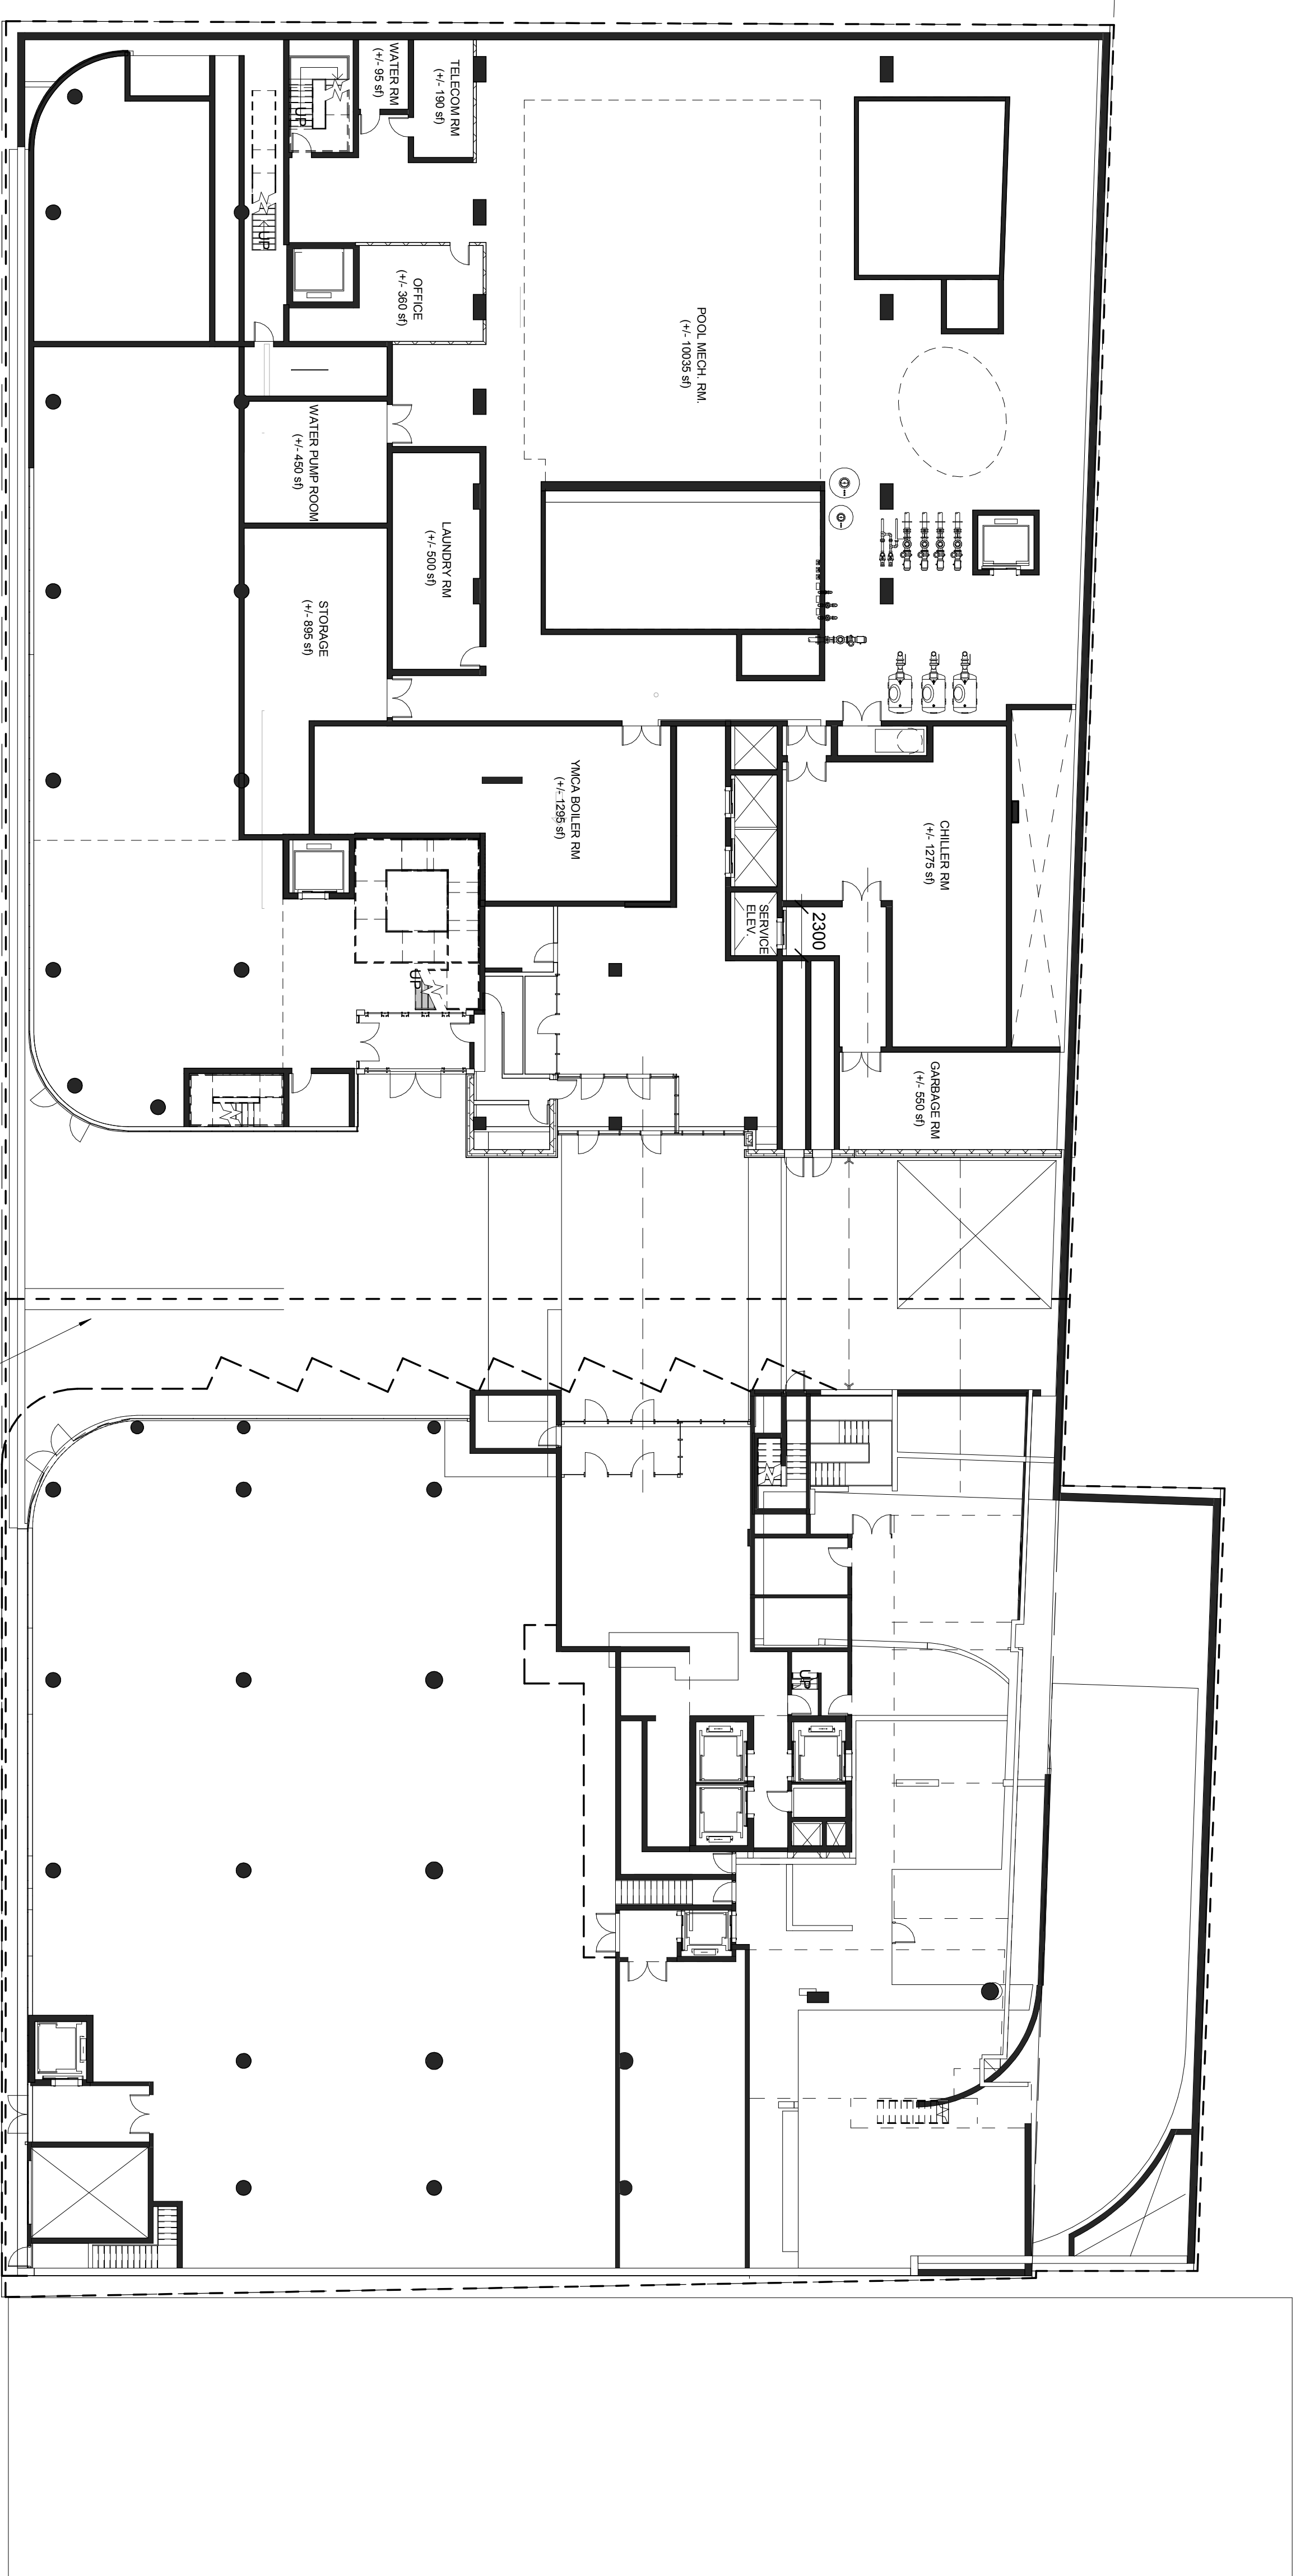 WATER RM
(+/- 95 sf)
TELECOM RM
(+/- 190 sf)
UP
UP
OFFICE
(+/- 360 sf)
POOL MECH. RM.
(+/- 10035 sf)
WATER PUMP ROOM
(+/- 450 sf)
LAUNDRY RM
(+/- 500 sf)
STORAGE
(+/- 895 sf)
YMCA BOILER RM
(+/- 1295 sf)
CHILLER RM
(+/- 1275 sf)
SERVICE
ELEV.
2300
UP
GARBAGE RM
(+/- 550 sf)
UP
R